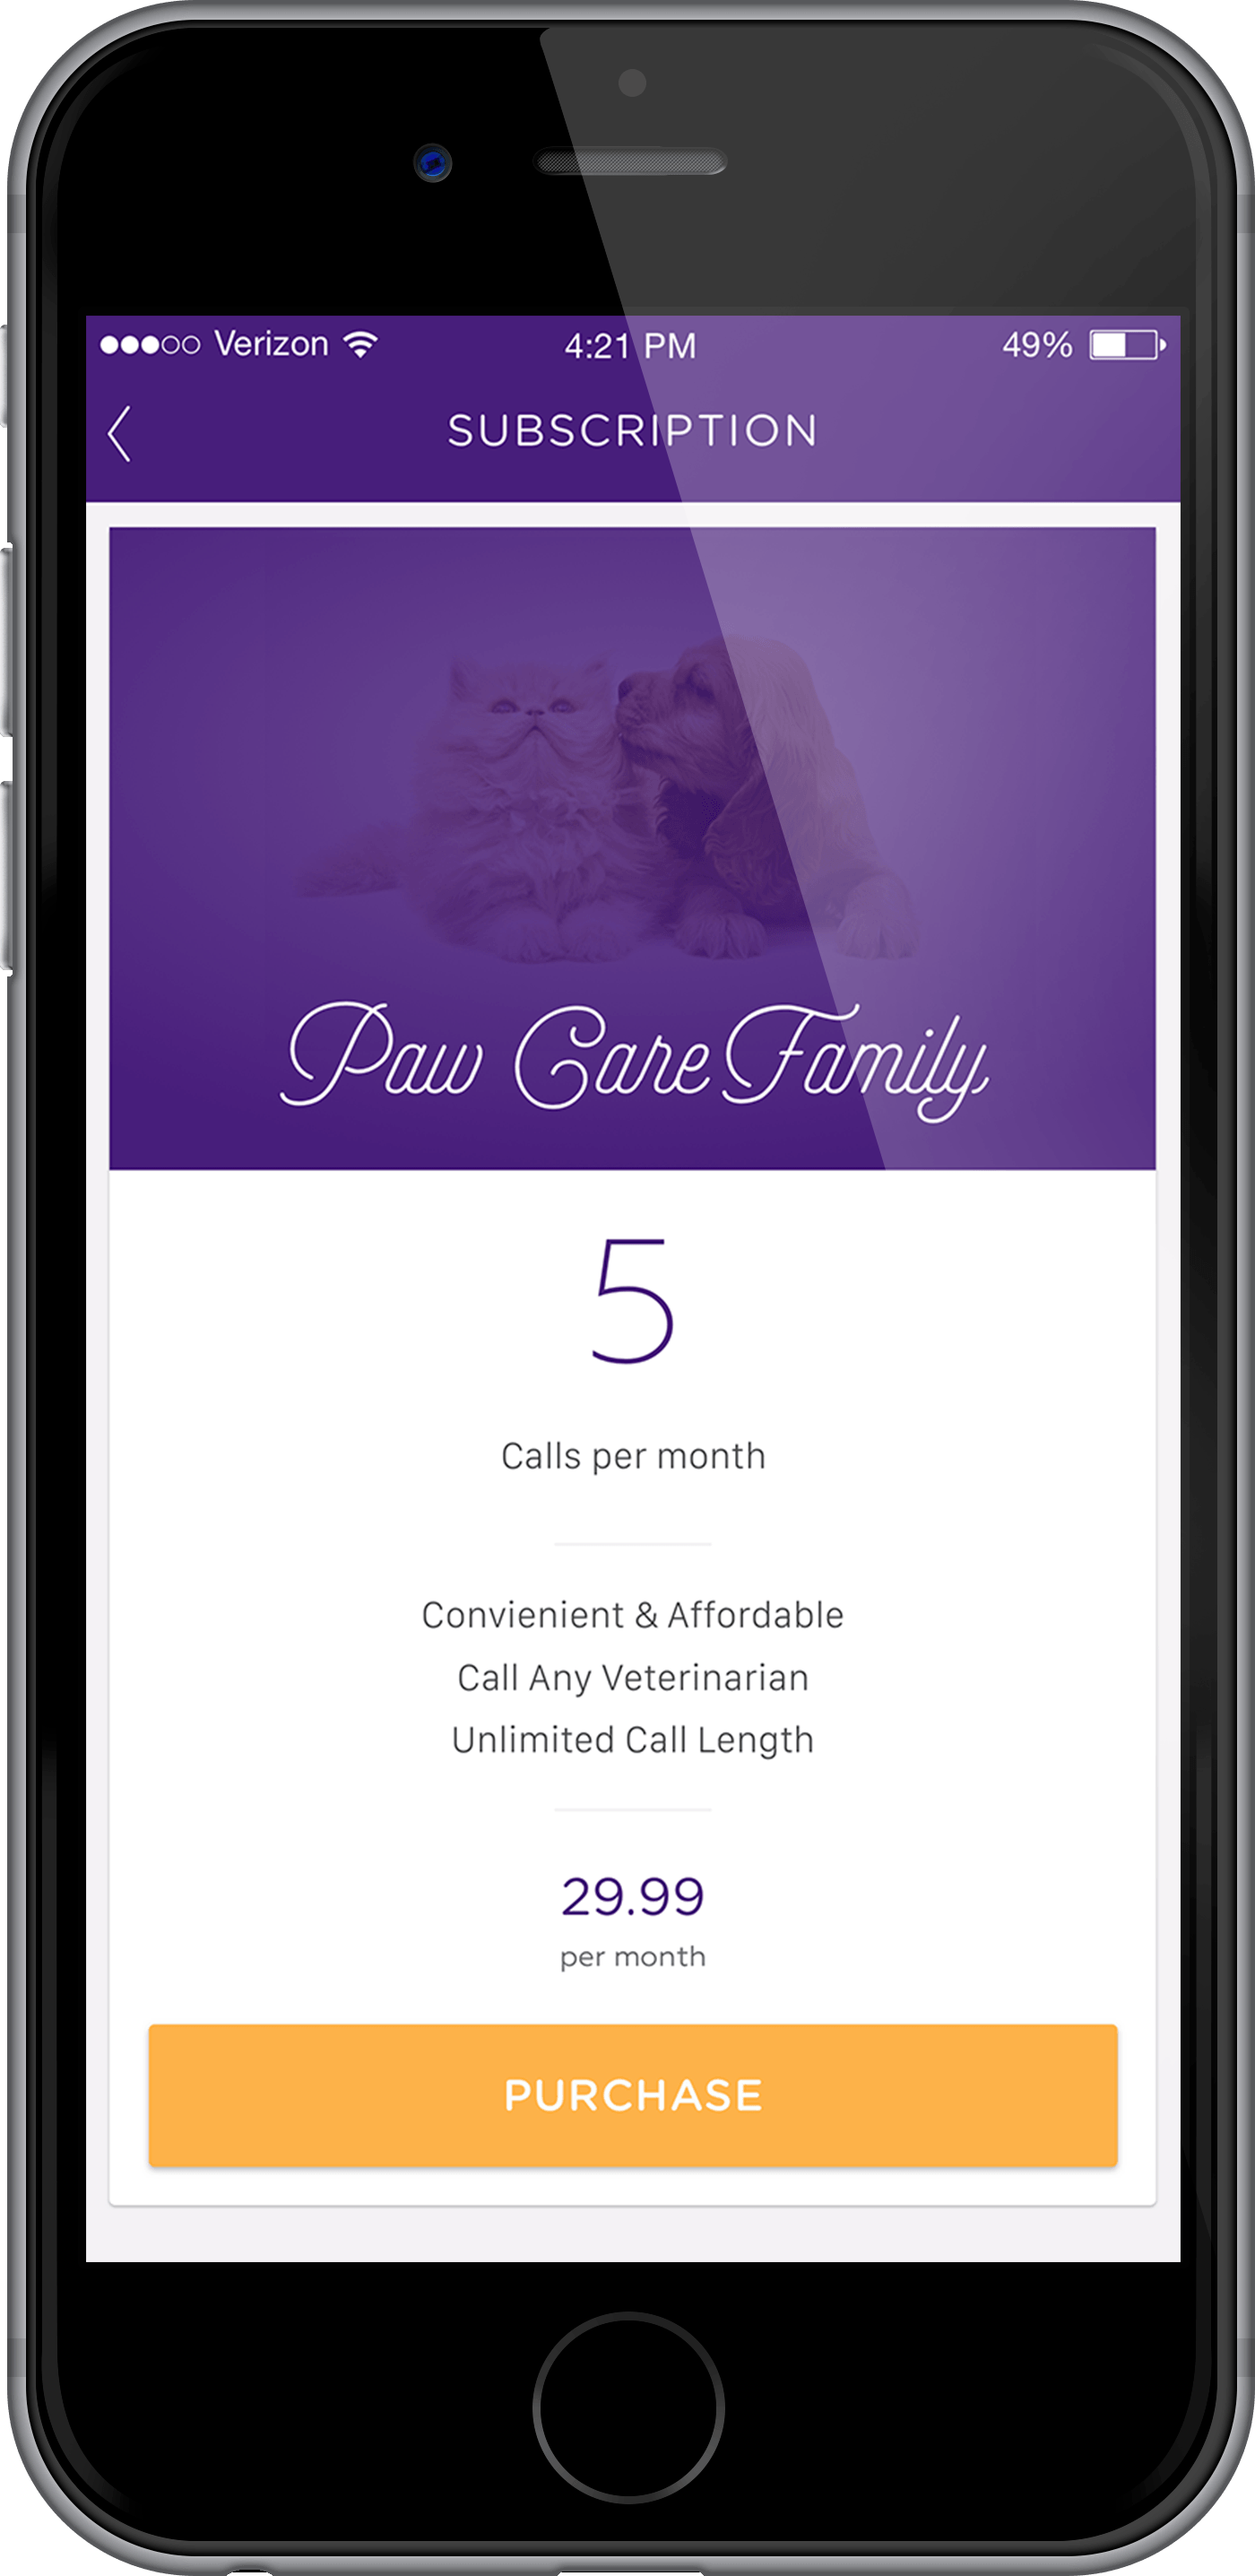 Verizon 4:21 PM 49%
SUBSCRIPTION
Paw Care Family
5
Calls per month
Convienient & Affordable
Call Any Veterinarian
Unlimited Call Length
29.99
per month
PURCHASE